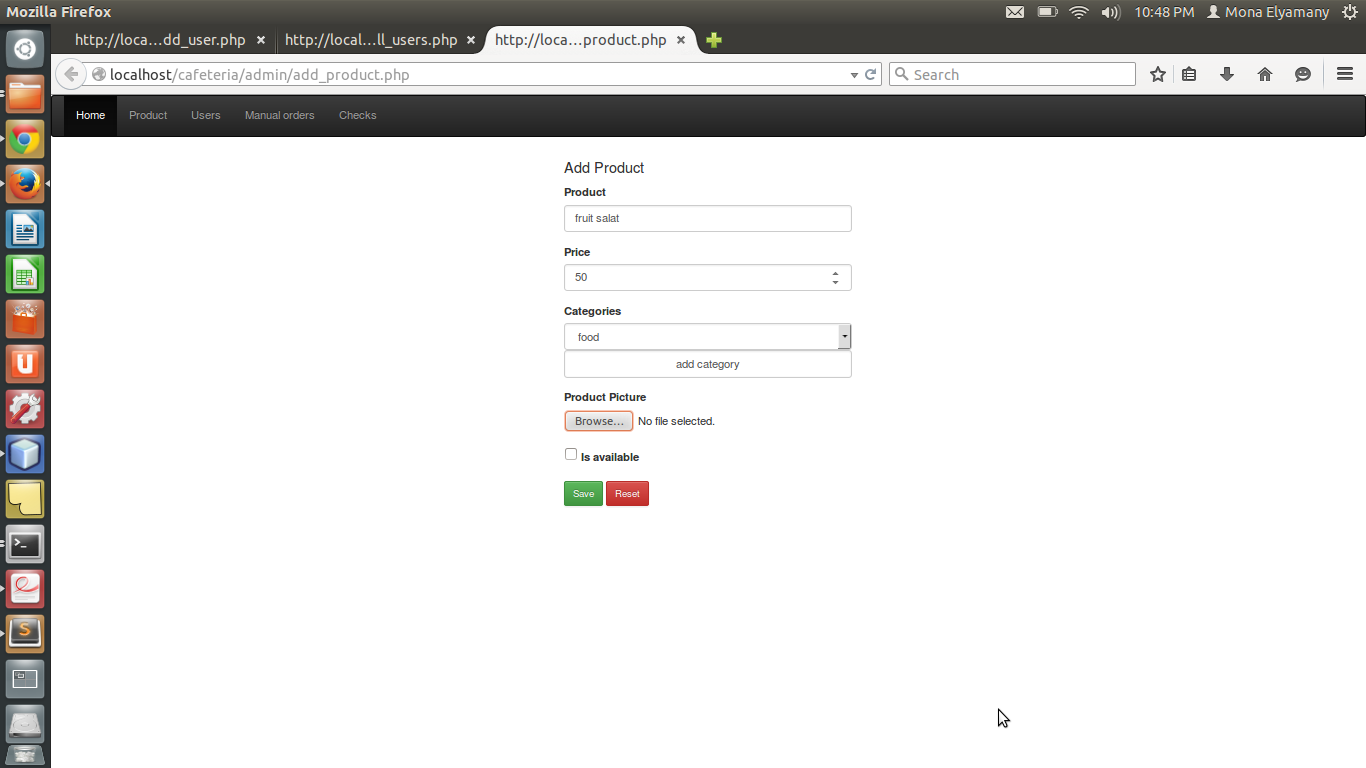 Mozilla Firefox
10:48 PM Mona Elyamany
http://loca...dd_user.php http://local...ll_users.php http://loca...product.php
localhost/cafeteria/admin/add_product.php Search
Home Product Users Manual orders Checks
Add Product
Product
fruit salat
Price
50
Categories
food
add category
Product Picture
Browse... No file selected.
Is available
Save Reset